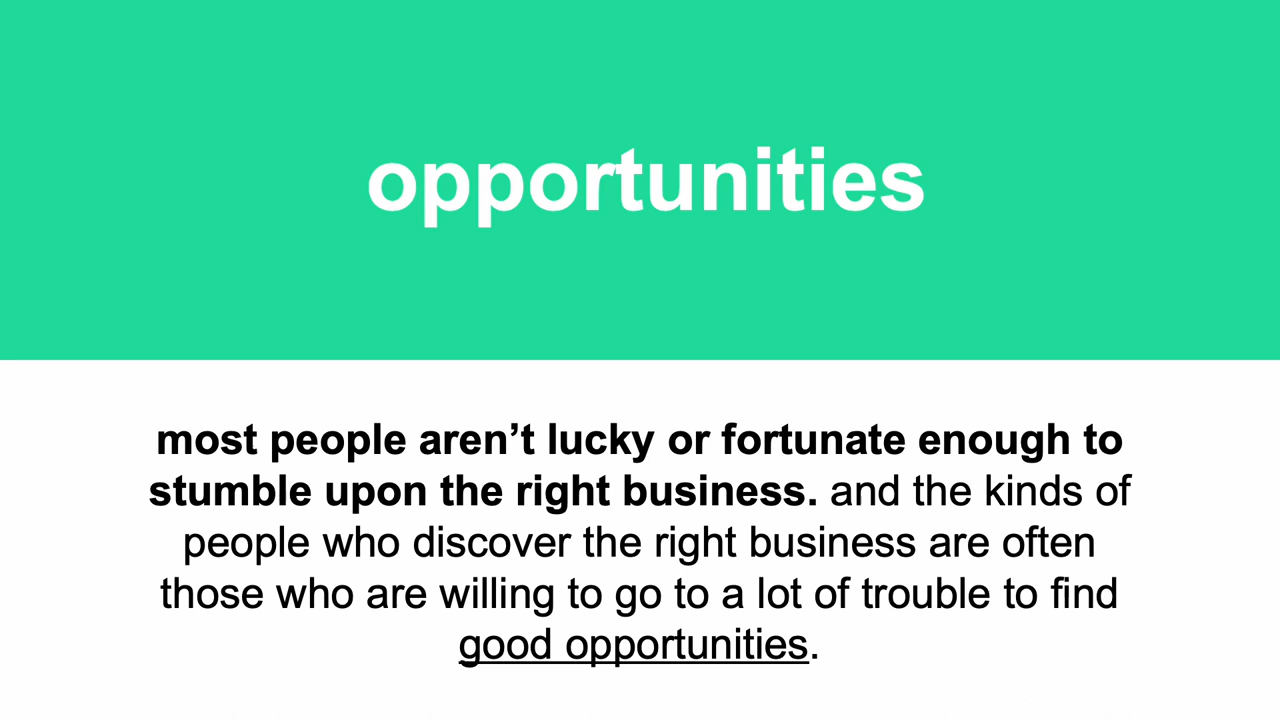 opportunities
most people aren’t lucky or fortunate enough to
stumble upon the right business. and the kinds of
people who discover the right business are often
those who are willing to go to a lot of trouble to find
good opportunities.